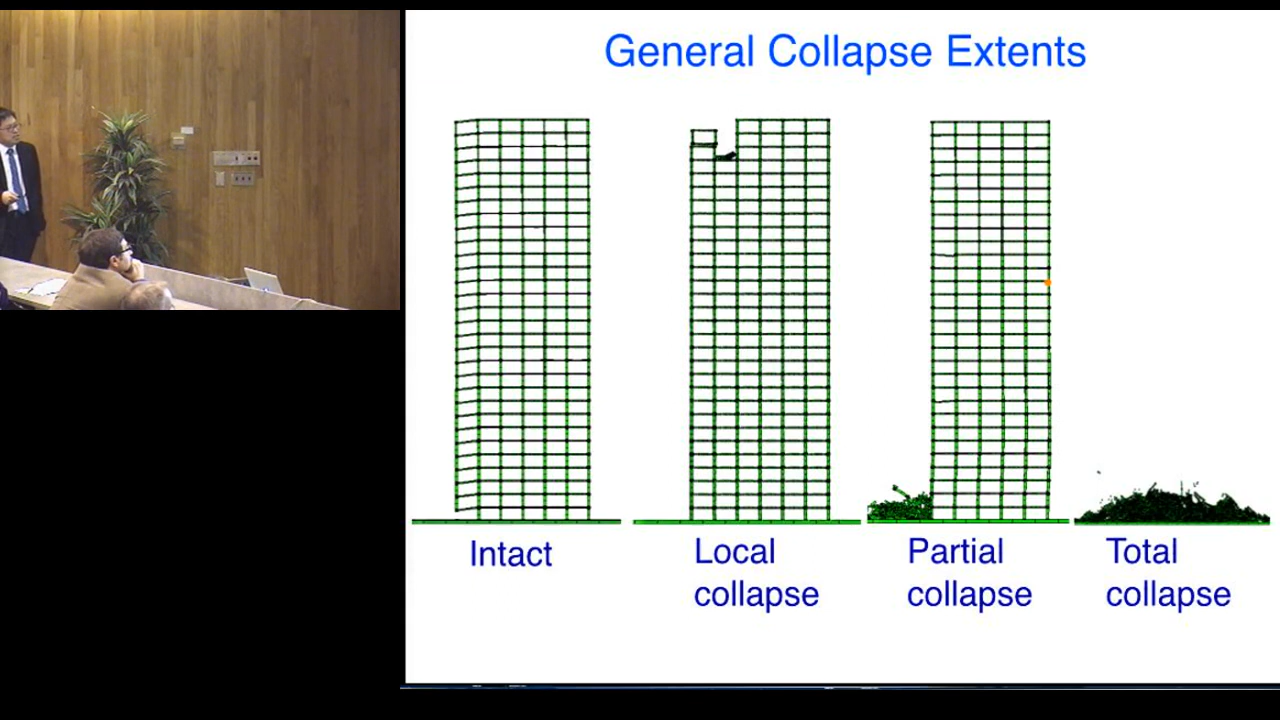 General Collapse Extents
Intact
Local
collapse
Partial
collapse
Total
collapse